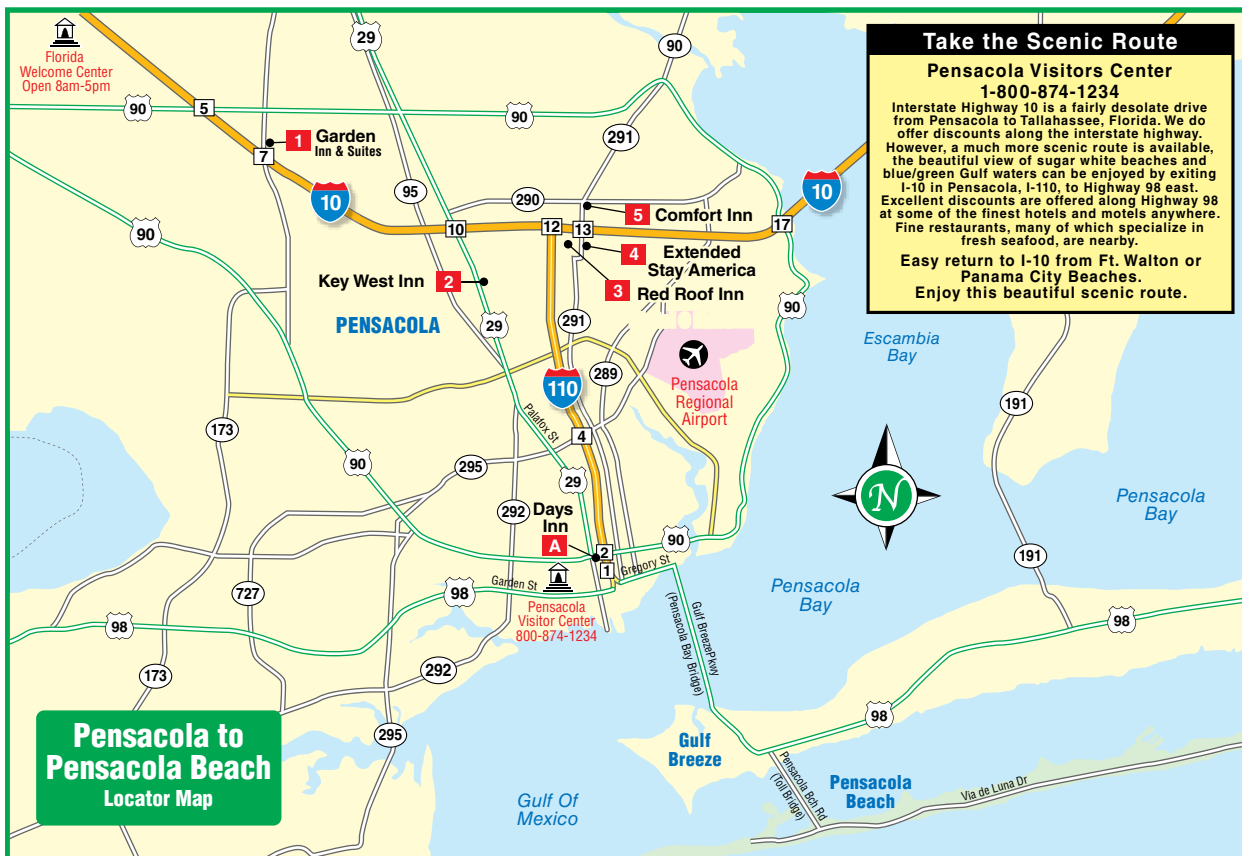 Florida
Welcome Center
Open 8am-5pm
29
90
Take the Scenic Route
Pensacola Visitors Center
1-800-874-1234
Interstate Highway 10 is a fairly desolate drive
from Pensacola to Tallahassee, Florida. We do
offer discounts along the interstate highway.
However, a much more scenic route is available,
the beautiful view of sugar white beaches and
blue/green Gulf waters can be enjoyed by exiting
I-10 in Pensacola, I-110, to Highway 98 east.
Excellent discounts are offered along Highway 98
at some of the finest hotels and motels anywhere.
Fine restaurants, many of which specialize in
fresh seafood, are nearby.
Easy return to I-10 from Ft. Walton or
Panama City Beaches.
Enjoy this beautiful scenic route.
90
5
90
291
1 Garden
Inn & Suites
7
10
95
290
10
90
5 Comfort Inn
10
12
13
17
4 Extended
Stay America
Key West Inn 2
3 Red Roof Inn
90
PENSACOLA
29
291
Escambia
Bay
289
110
Pensacola
Regional
Airport
191
Palafox St
173
4
90
295
29
N
Pensacola
Bay
292
Days
Inn
A
2
90
191
1
Gregory St
Garden St
Pensacola
Visitor Center
800-874-1234
727
98
98
Pensacola
Bay
98
Gulf BreezePkwy
(Pensacola Bay Bridge)
173
292
295
98
Pensacola to
Pensacola Beach
Locator Map
Gulf
Breeze
Pensacola Bch Rd
(Toll Bridge)
Pensacola
Beach
Via de Luna Dr
Gulf Of
Mexico